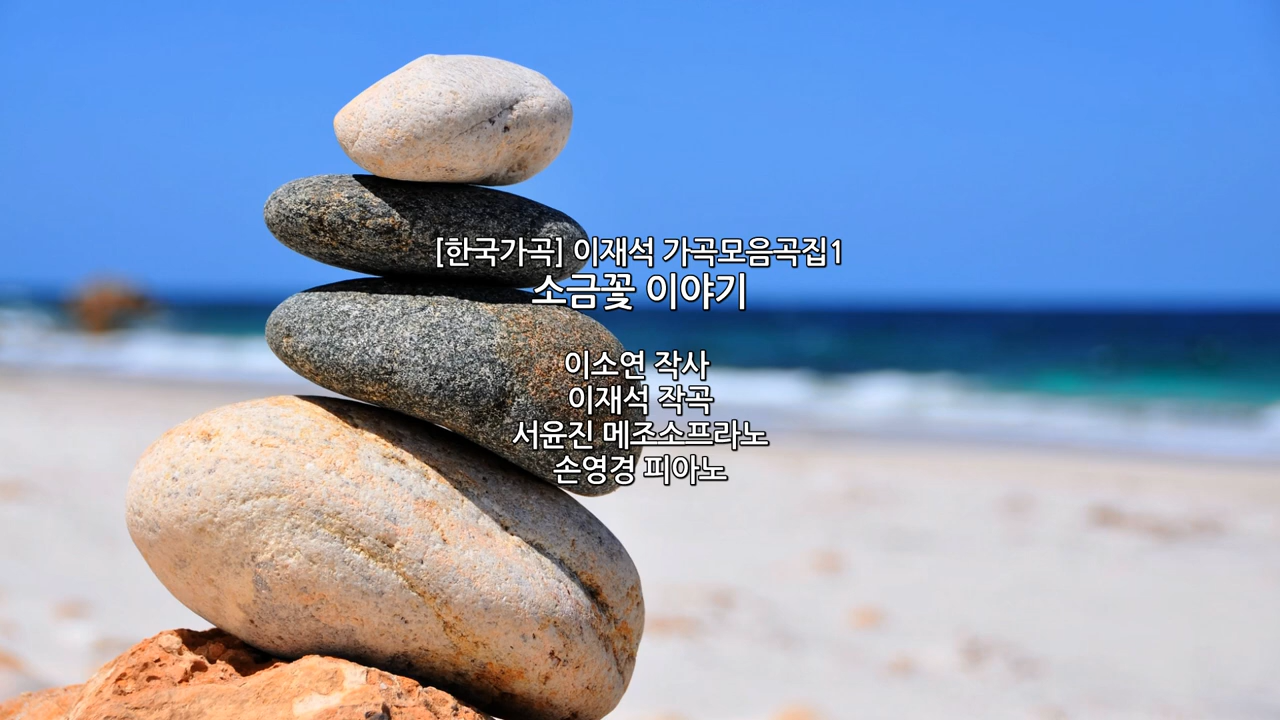 [한국가곡] 이재석 가곡모음곡집1
소금꽃 이야기
이소연 작사
이재석 작곡
서윤진 메조소프라노
손영경 피아노